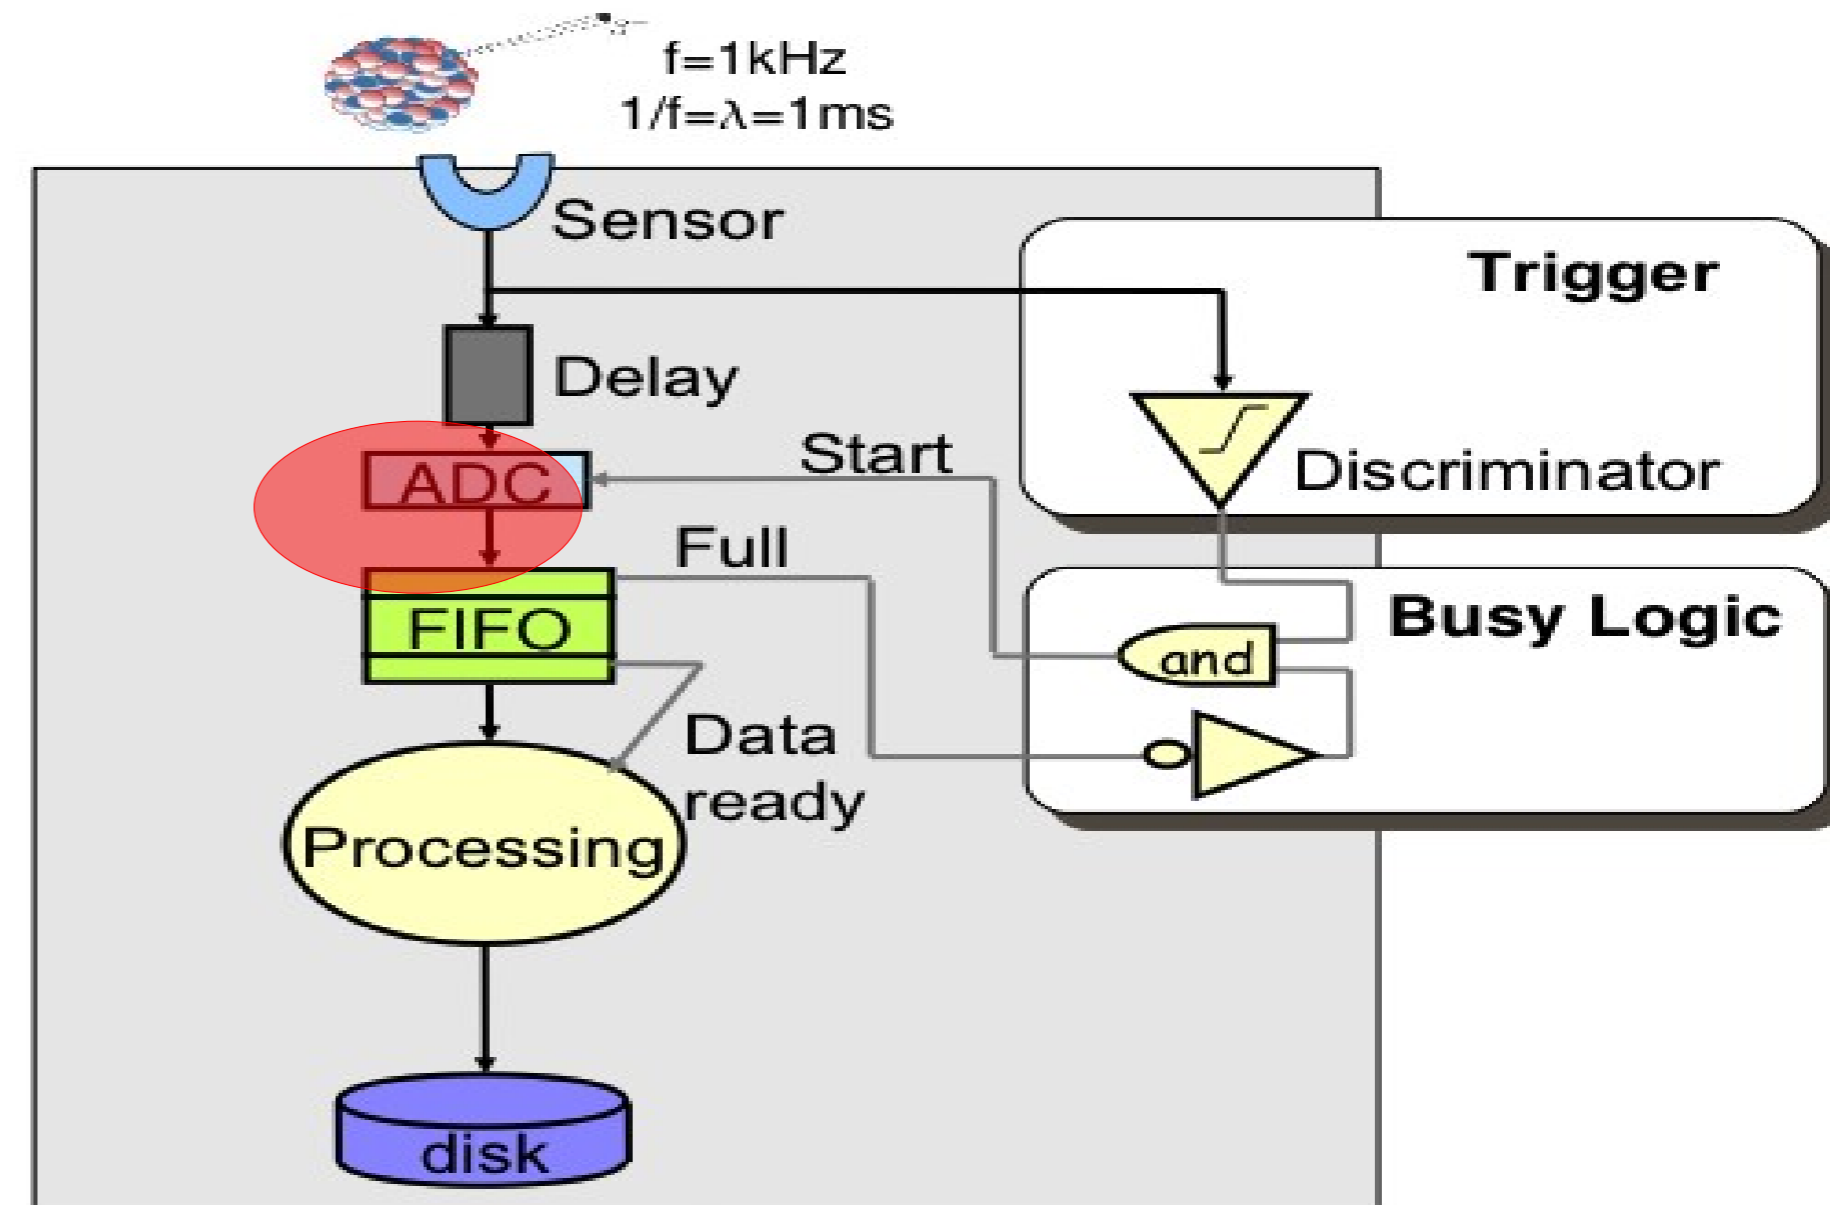 f=1kHz
1/f=λ=1ms
Sensor
Trigger
Delay
Start
ADC
Discriminator
Full
FIFO
Busy Logic
and
Data
ready
Processing
disk